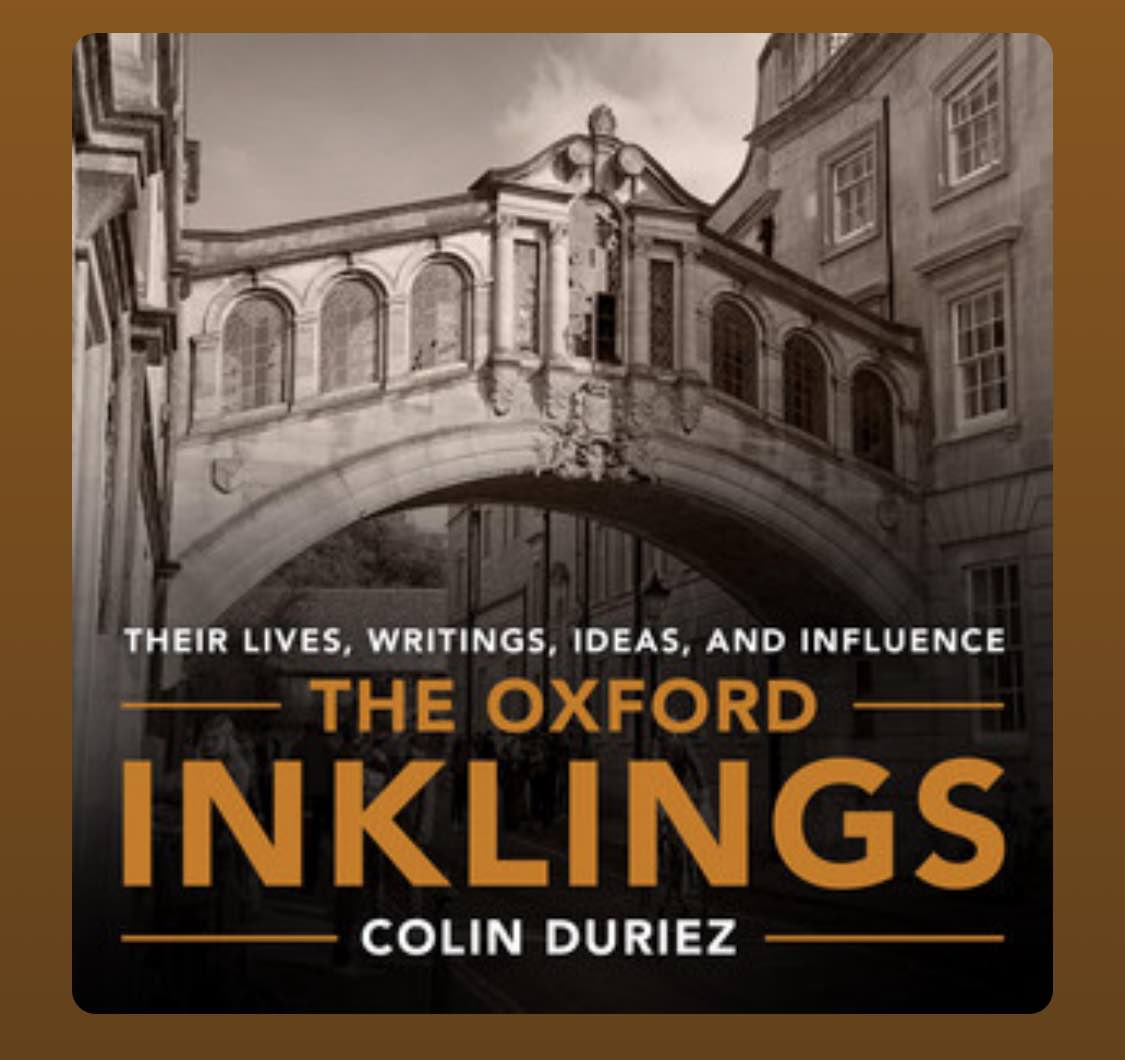 THEIR LIVES, WRITINGS, IDEAS, AND INFLUENCE
THE OXFORD
INKLINGS
COLIN DURIEZ